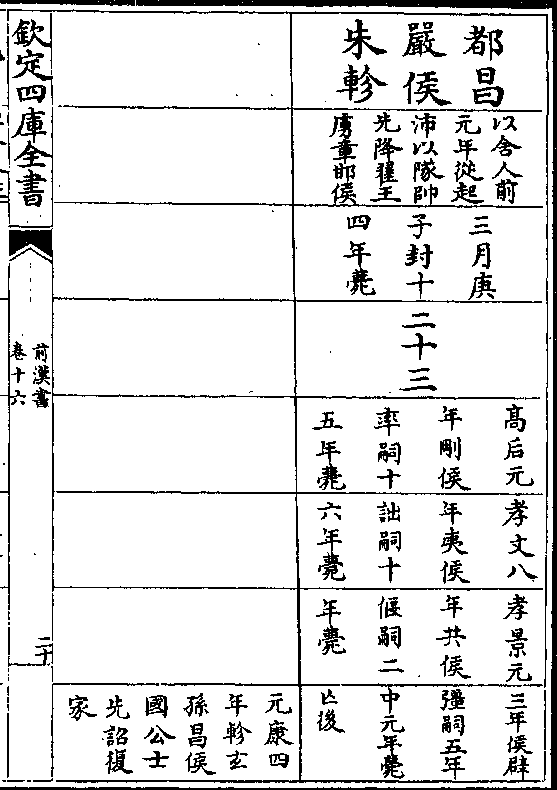 都昌
嚴侯
朱軫
以舍人前
元年從起
沛以隊帥
先降翟王
虜章邯侯
三月庚
子封十
四年薨
二十三
高后元
年剛侯
率嗣十
五年薨
孝文八
年夷侯
詘嗣十
六年薨
孝景元
年共侯
偃嗣二
年薨
三年侯辟
彊嗣五年
中元年薨
亡後
元康四
年軫玄
孫昌侯
國公士
先詔復
家
欽定四庫全書
前漢書
卷十六
二十